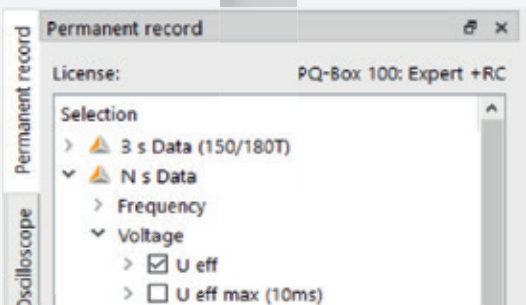 Permanent record
Permanent record
License: PQ-Box 100: Expert +RC
Selection
3 s Data (150/180T)
N s Data
Frequency
Voltage
U eff
U eff max (10ms)
Oscilloscope